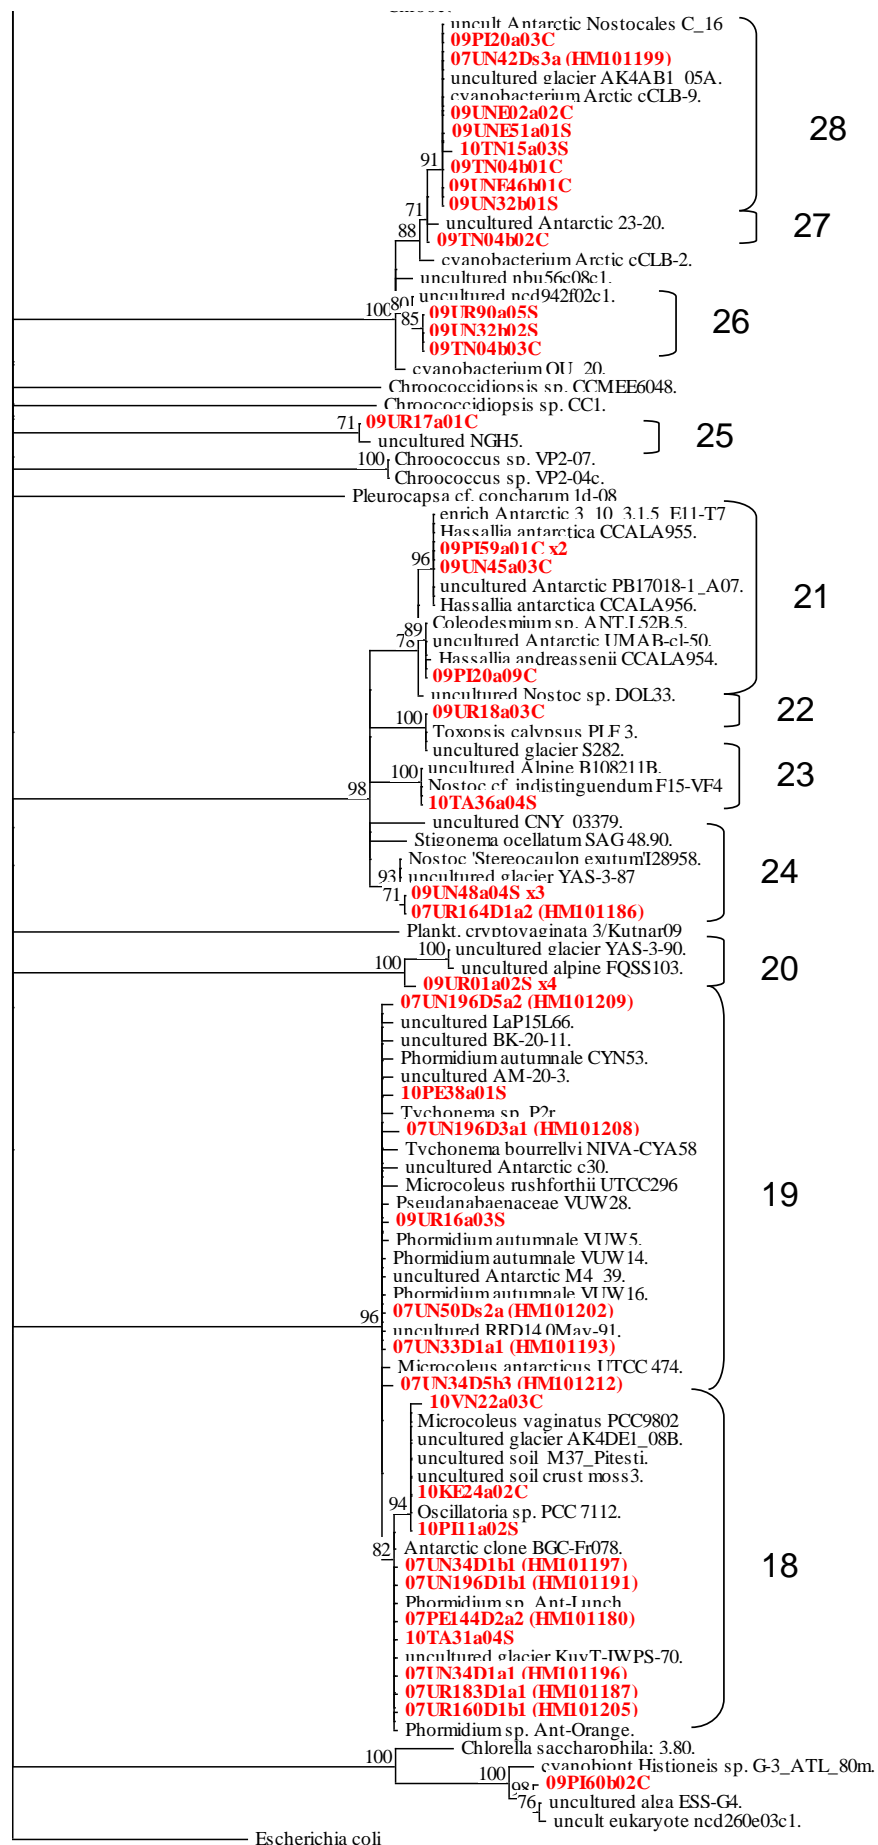 uncult Antarctic Nostocales C_16
09PI20a03C
07UN42Ds3a (HM101199)
uncultured glacier AK4AB1_05A.
cyanobacterium Arctic cCLB-9.
09UNE02a02C
28
09UNE51a01S
10TN15a03S
91
09TN04b01C
09UNE46b01C
09UN32b01S
71
uncultured Antarctic 23-20.
27
88
09TN04b02C
cyanobacterium Arctic cCLB-2.
uncultured nbu56c08c1.
80
uncultured ncd942f02c1.
100
85
09UR90a05S
26
09UN32b02S
09TN04b03C
cyanobacterium OU_20.
Chroococcidiopsis sp. CCMEE6048.
Chroococcidiopsis sp. CC1.
71
09UR17a01C
25
uncultured NGH5.
100
Chroococcus sp. VP2-07.
Chroococcus sp. VP2-04c.
Pleurocapsa cf. concharum 1d-08
enrich Antarctic 3_10_3.1.5_E11-T7
Hassallia antarctica CCALA955.
09PI59a01C x2
96
09UN45a03C
uncultured Antarctic PB17018-1_A07.
21
Hassallia antarctica CCALA956.
89
Coleodesmium sp. ANT.L52B.5.
78
uncultured Antarctic UMAB-cl-50.
Hassallia andreassenii CCALA954.
09PI20a09C
uncultured Nostoc sp. DOL33.
100
09UR18a03C
22
Toxopsis calypsus PLF 3.
uncultured glacier S282.
100
uncultured Alpine B108211B.
23
Nostoc cf. indistinguendum F15-VF4
98
10TA36a04S
uncultured CNY_03379.
Stigonema ocellatum SAG 48.90.
Nostoc 'Stereocaulon exutum'I28958.
24
93
uncultured glacier YAS-3-87
71
09UN48a04S x3
07UR164D1a2 (HM101186)
Plankt. cryptovaginata 3/Kutnar09
100
uncultured glacier YAS-3-90.
100
uncultured alpine FQSS103.
20
09UR01a02S x4
07UN196D5a2 (HM101209)
uncultured LaP15L66.
uncultured BK-20-11.
Phormidium autumnale CYN53.
uncultured AM-20-3.
10PE38a01S
Tychonema sp. P2r
07UN196D3a1 (HM101208)
Tychonema bourrellyi NIVA-CYA58
uncultured Antarctic c30.
Microcoleus rushforthii UTCC296
19
Pseudanabaenaceae VUW28.
09UR16a03S
Phormidium autumnale VUW5.
Phormidium autumnale VUW14.
uncultured Antarctic M4_39.
Phormidium autumnale VUW16.
96
07UN50Ds2a (HM101202)
uncultured RRD14.0May-91.
07UN33D1a1 (HM101193)
Microcoleus antarcticus UTCC 474.
07UN34D5b3 (HM101212)
10VN22a03C
Microcoleus vaginatus PCC9802
uncultured glacier AK4DE1_08B.
uncultured soil_M37_Pitesti.
uncultured soil crust moss3.
10KE24a02C
94
Oscillatoria sp. PCC 7112.
10PI11a02S
82
Antarctic clone BGC-Fr078.
07UN34D1b1 (HM101197)
18
07UN196D1b1 (HM101191)
Phormidium sp. Ant-Lunch
07PE144D2a2 (HM101180)
10TA31a04S
uncultured glacier KuyT-IWPS-70.
07UN34D1a1 (HM101196)
07UR183D1a1 (HM101187)
07UR160D1b1 (HM101205)
Phormidium sp. Ant-Orange.
100
Chlorella saccharophila: 3.80.
cyanobiont Histioneis sp. G-3_ATL_80m.
100
98
09PI60b02C
76
uncultured alga ESS-G4.
uncult eukaryote ncd260e03c1.
Escherichia coli